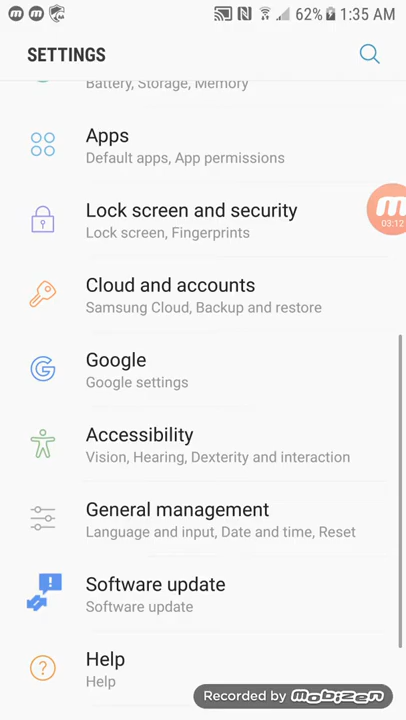 62% 1:35 AM
SETTINGS
Battery, Storage, Memory
Apps
Default apps, App permissions
Lock screen and security
Lock screen, Fingerprints
03:12
Cloud and accounts
Samsung Cloud, Backup and restore
Google
Google settings
Accessibility
Vision, Hearing, Dexterity and interaction
General management
Language and input, Date and time, Reset
Software update
Software update
Help
Help
Recorded by mobizen